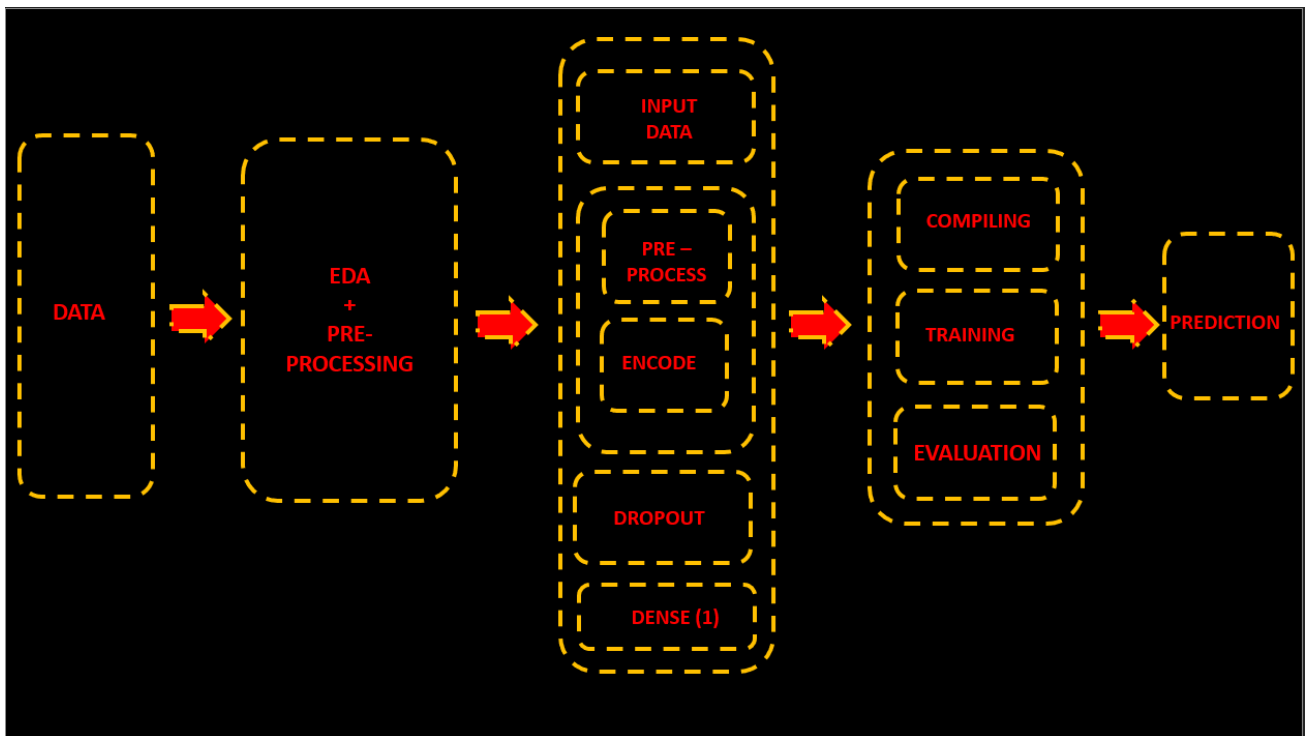 DATA
EDA
+
PRE-
PROCESSING
INPUT
DATA
PRE –
PROCESS
ENCODE
DROPOUT
DENSE (1)
COMPILING
TRAINING
EVALUATION
PREDICTION